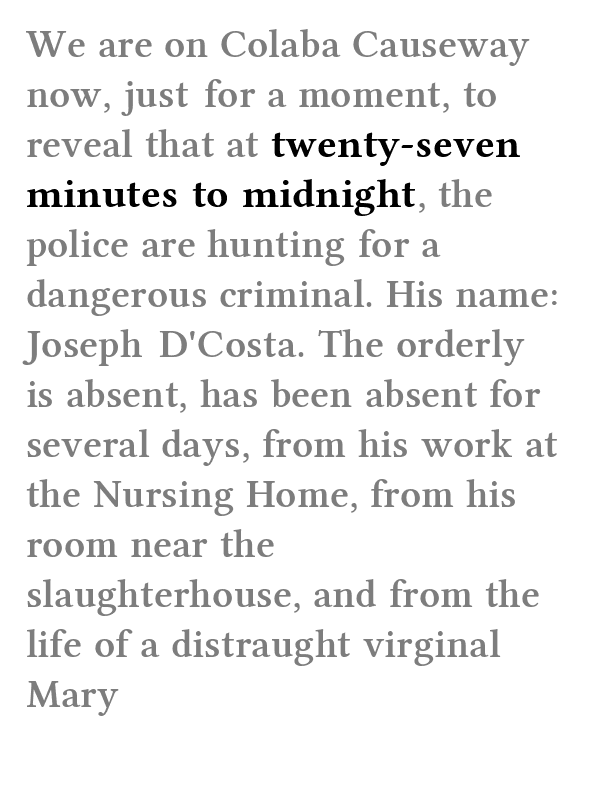 We are on Colaba Causeway
now, just for a moment, to
reveal that at twenty-seven
minutes to midnight, the
police are hunting for a
dangerous criminal. His name:
Joseph D'Costa. The orderly
is absent, has been absent for
several days, from his work at
the Nursing Home, from his
room near the
slaughterhouse, and from the
life of a distraught virginal
Mary